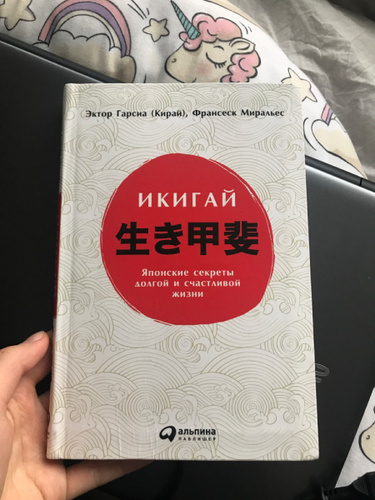 Эктор Гарсиа (Кирай), Франсеск Миральес
ИКИГАЙ
生き甲斐
Японские секреты
долгой и счастливой
жизни
альпина
ПАБЛИШЕР